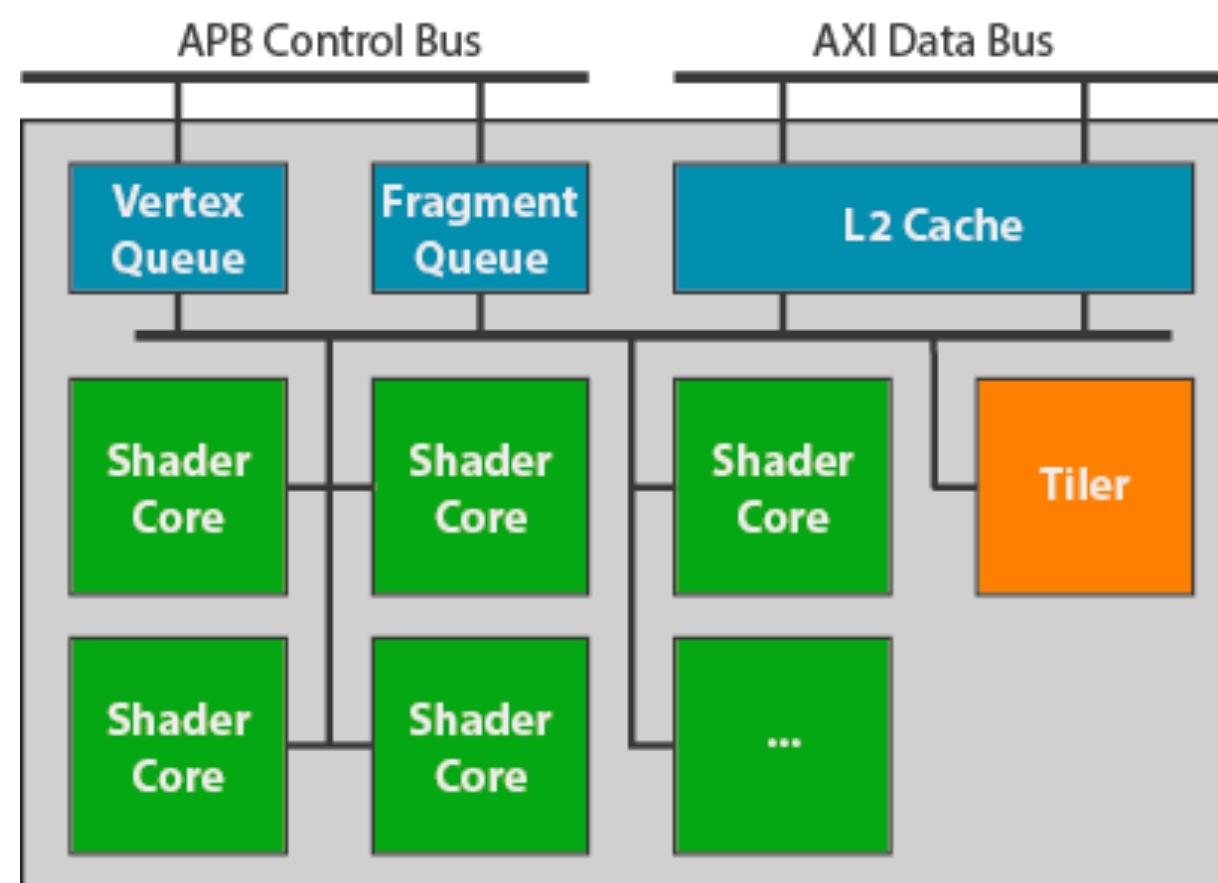 APB Control Bus
AXI Data Bus
Vertex
Queue
Fragment
Queue
L2 Cache
Shader
Core
Shader
Core
Shader
Core
Tiler
Shader
Core
Shader
Core
...